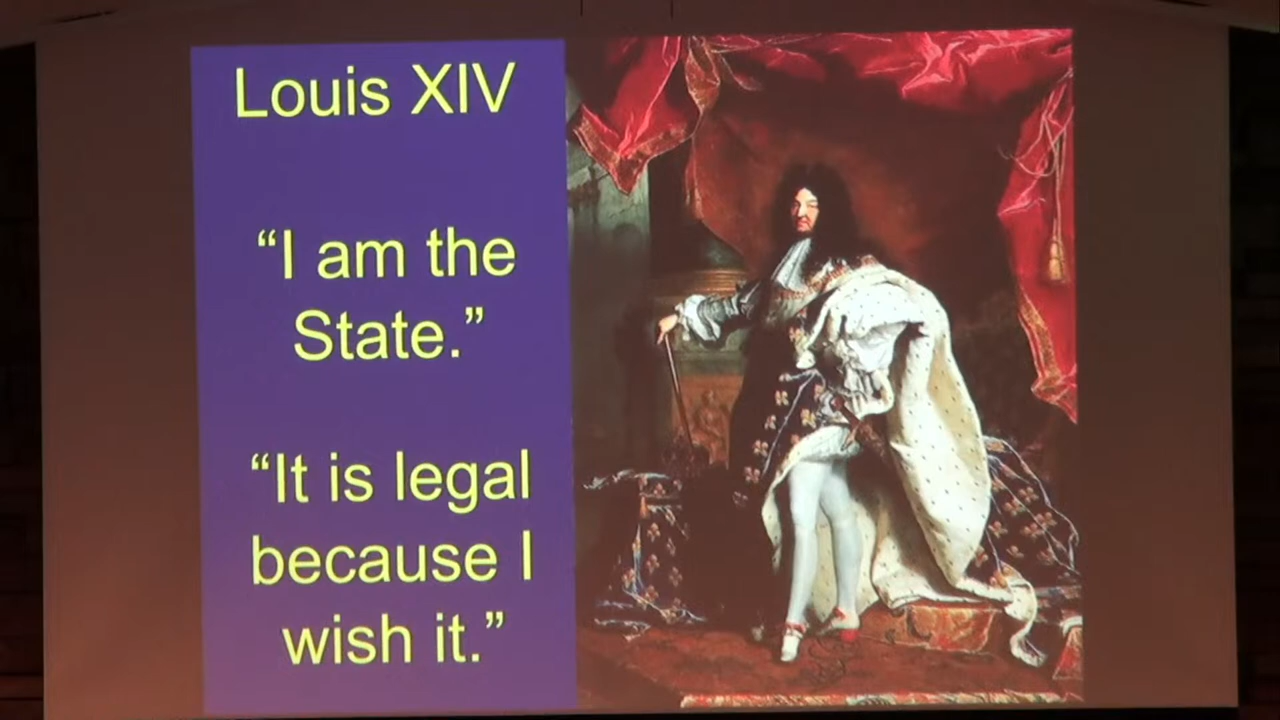 Louis XIV
“I am the
State.”
“It is legal
because I
wish it.”